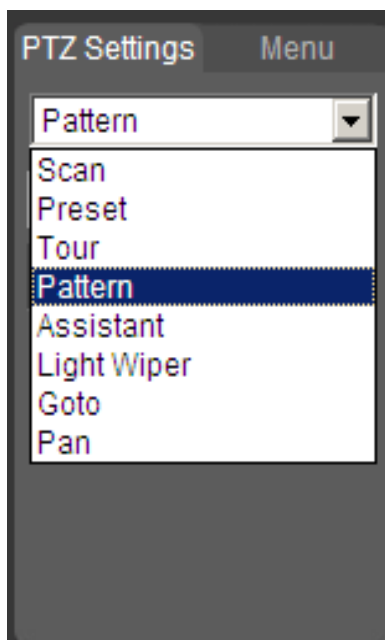 PTZ Settings Menu
Pattern
Scan
Preset
Tour
Pattern
Assistant
Light Wiper
Goto
Pan